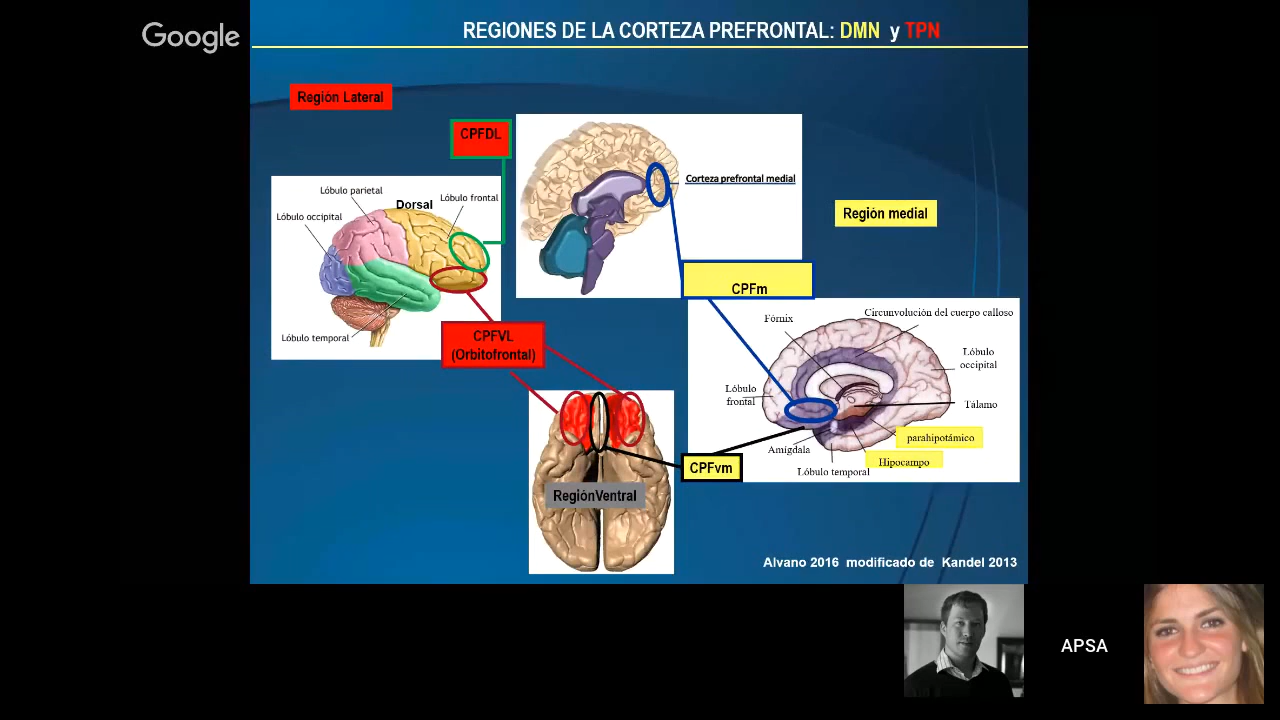 Google
REGIONES DE LA CORTEZA PREFRONTAL: DMN y TPN
Región Lateral
CPFDL
Corteza prefrontal medial
Región medial
Lóbulo parietal
Dorsal
Lóbulo frontal
Lóbulo occipital
Lóbulo temporal
CPFm
CPFVL
(Orbitofrontal)
Fórnix
Circunvolución del cuerpo calloso
Lóbulo
occipital
Lóbulo
frontal
Tálamo
parahipotámico
Amígdala
Hipocampo
Lóbulo temporal
CPFvm
RegiónVentral
Alvano 2016 modificado de Kandel 2013
APSA